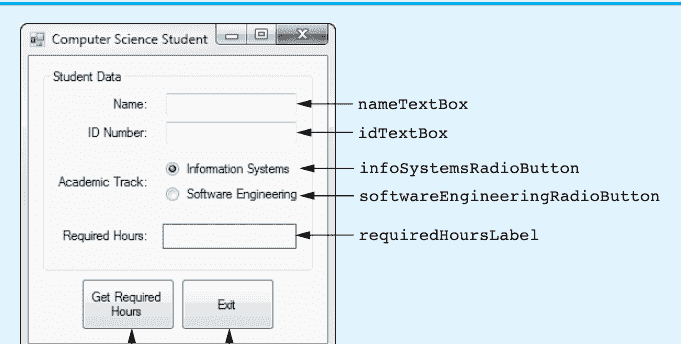 Computer Science Student
Student Data
Name:
nameTextBox
ID Number:
idTextBox
Academic Track:
Information Systems
infoSystemsRadioButton
Software Engineering
softwareEngineeringRadioButton
Required Hours:
requiredHoursLabel
Get Required
Hours
Exit